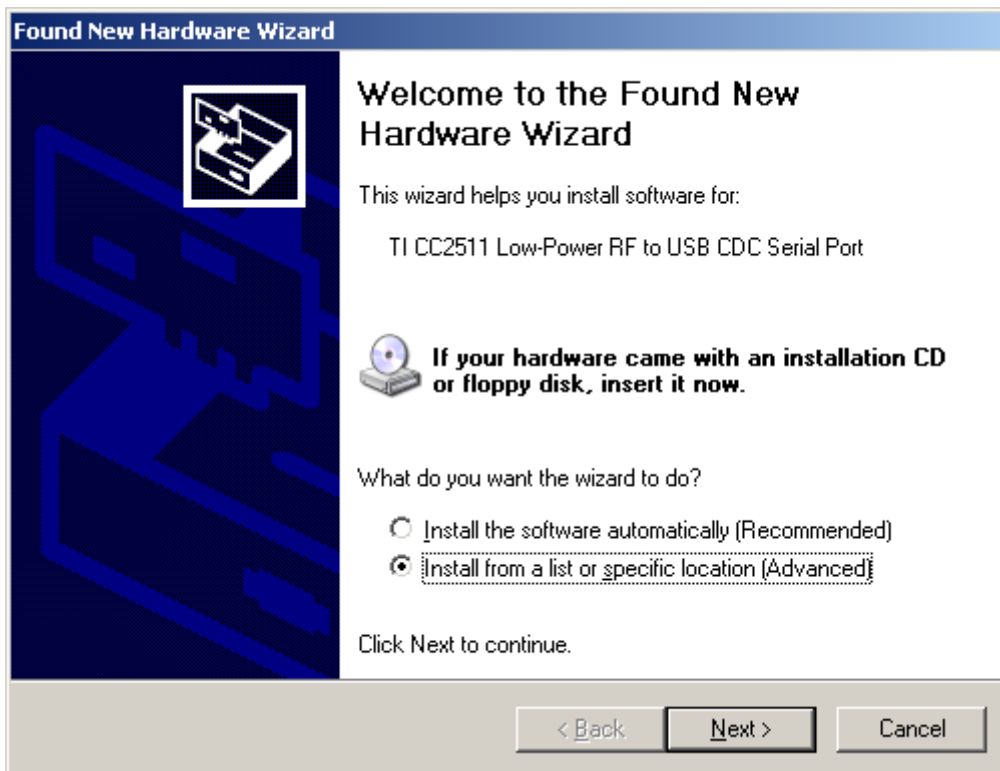 Found New Hardware Wizard
Welcome to the Found New
Hardware Wizard
This wizard helps you install software for:
TI CC2511 Low-Power RF to USB CDC Serial Port
If your hardware came with an installation CD
or floppy disk, insert it now.
What do you want the wizard to do?
Install the software automatically (Recommended)
Install from a list or specific location (Advanced)
Click Next to continue.
< Back Next > Cancel